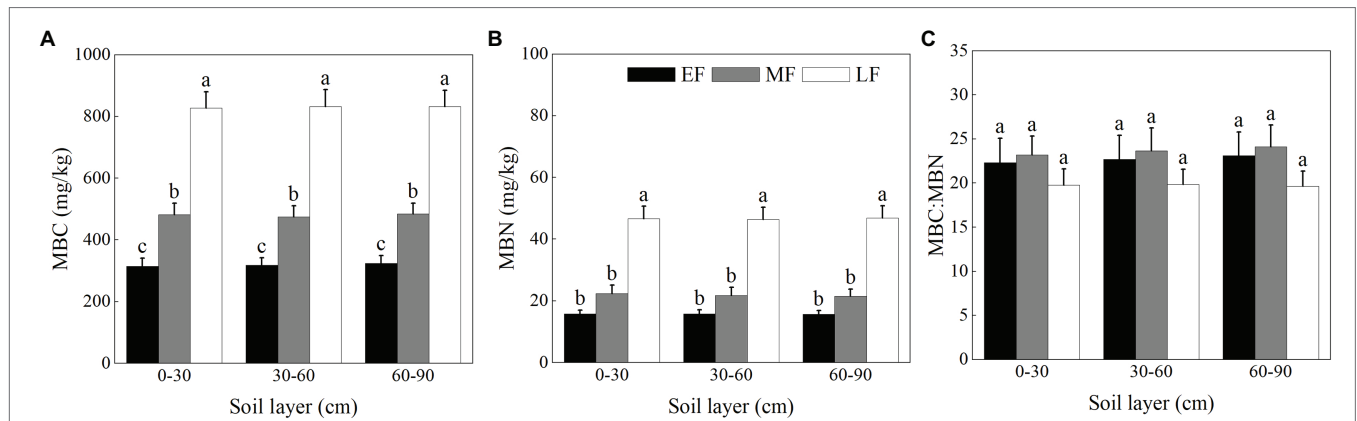 A
MBC (mg/kg)
1000
800
600
400
200
0
a
a
a
b
b
b
c
c
c
0-30 30-60 60-90
Soil layer (cm)
B
MBN (mg/kg)
100
80
60
40
20
0
EF MF LF
a
a
a
b b
b b
b b
0-30 30-60 60-90
Soil layer (cm)
C
MBC:MBN
35
30
25
20
15
10
5
0
a a a
a a a
a a a
0-30 30-60 60-90
Soil layer (cm)